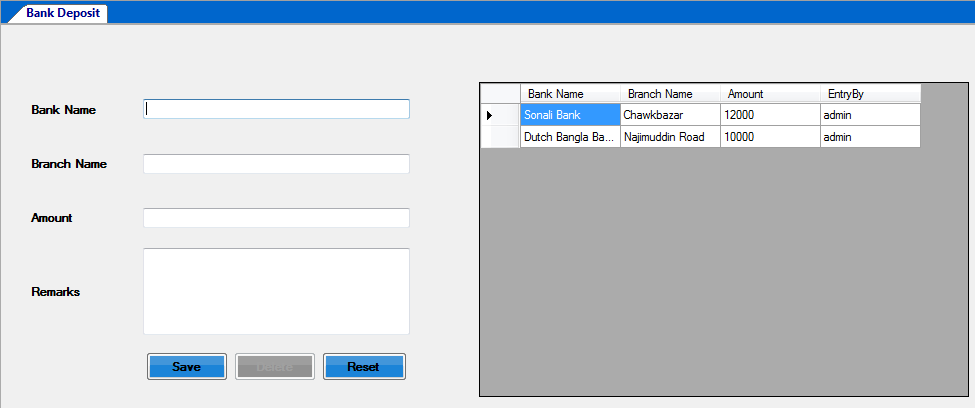 Bank Deposit
Bank Name
Branch Name
Amount
Remarks
Save Delete Reset
Bank Name Branch Name Amount EntryBy
Sonali Bank Chawkbazar 12000 admin
Dutch Bangla Ba... Najimuddin Road 10000 admin